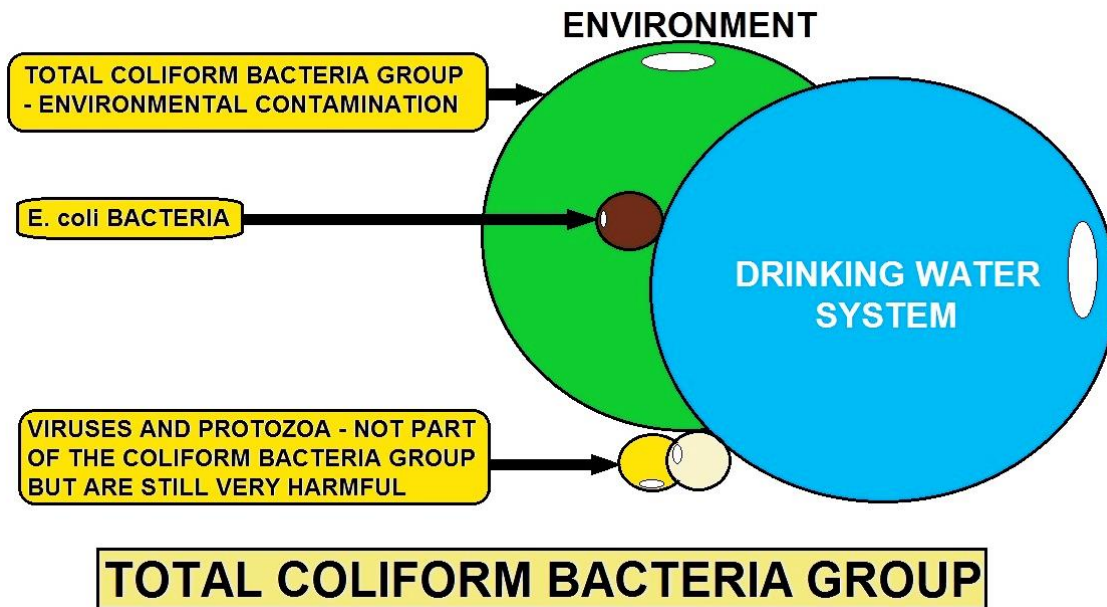 ENVIRONMENT
TOTAL COLIFORM BACTERIA GROUP
- ENVIRONMENTAL CONTAMINATION
E. coli BACTERIA
DRINKING WATER
SYSTEM
VIRUSES AND PROTOZOA - NOT PART
OF THE COLIFORM BACTERIA GROUP
BUT ARE STILL VERY HARMFUL
TOTAL COLIFORM BACTERIA GROUP